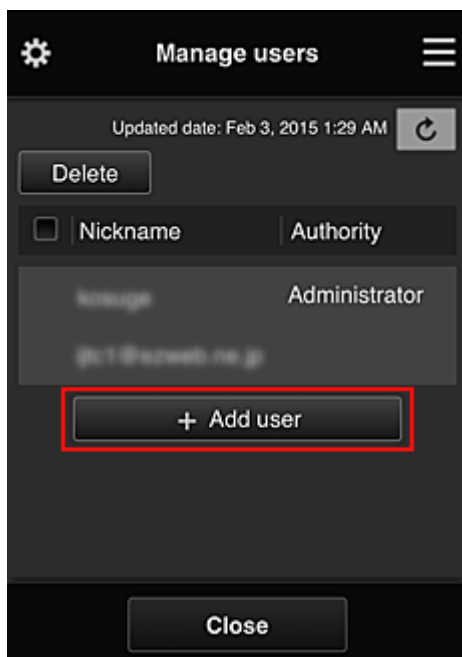 Manage users
Updated date: Feb 3, 2015 1:29 AM
Delete
Nickname Authority
Administrator
+ Add user
Close